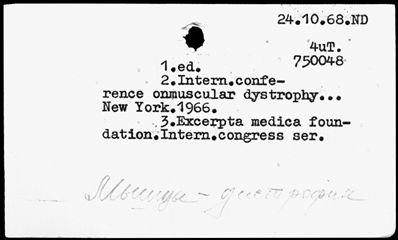 24.10.68.ND
4uT.
750048
1.ed.
2.Intern.confe-
rence onmuscular dystrophy...
New York.1966.
3.Excerpta medica foun-
dation.Intern.congress ser.
Мышцы – дистрофия